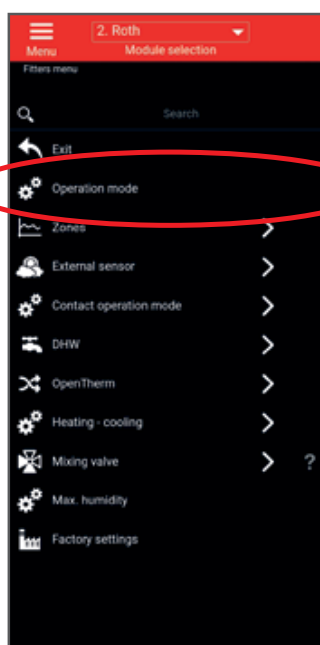 2. Roth
Menu
Module selection
Fitters menu
Search
Exit
Operation mode
Zones
External sensor
Contact operation mode
DHW
OpenTherm
Heating - cooling
Mixing valve
?
Max. humidity
Factory settings